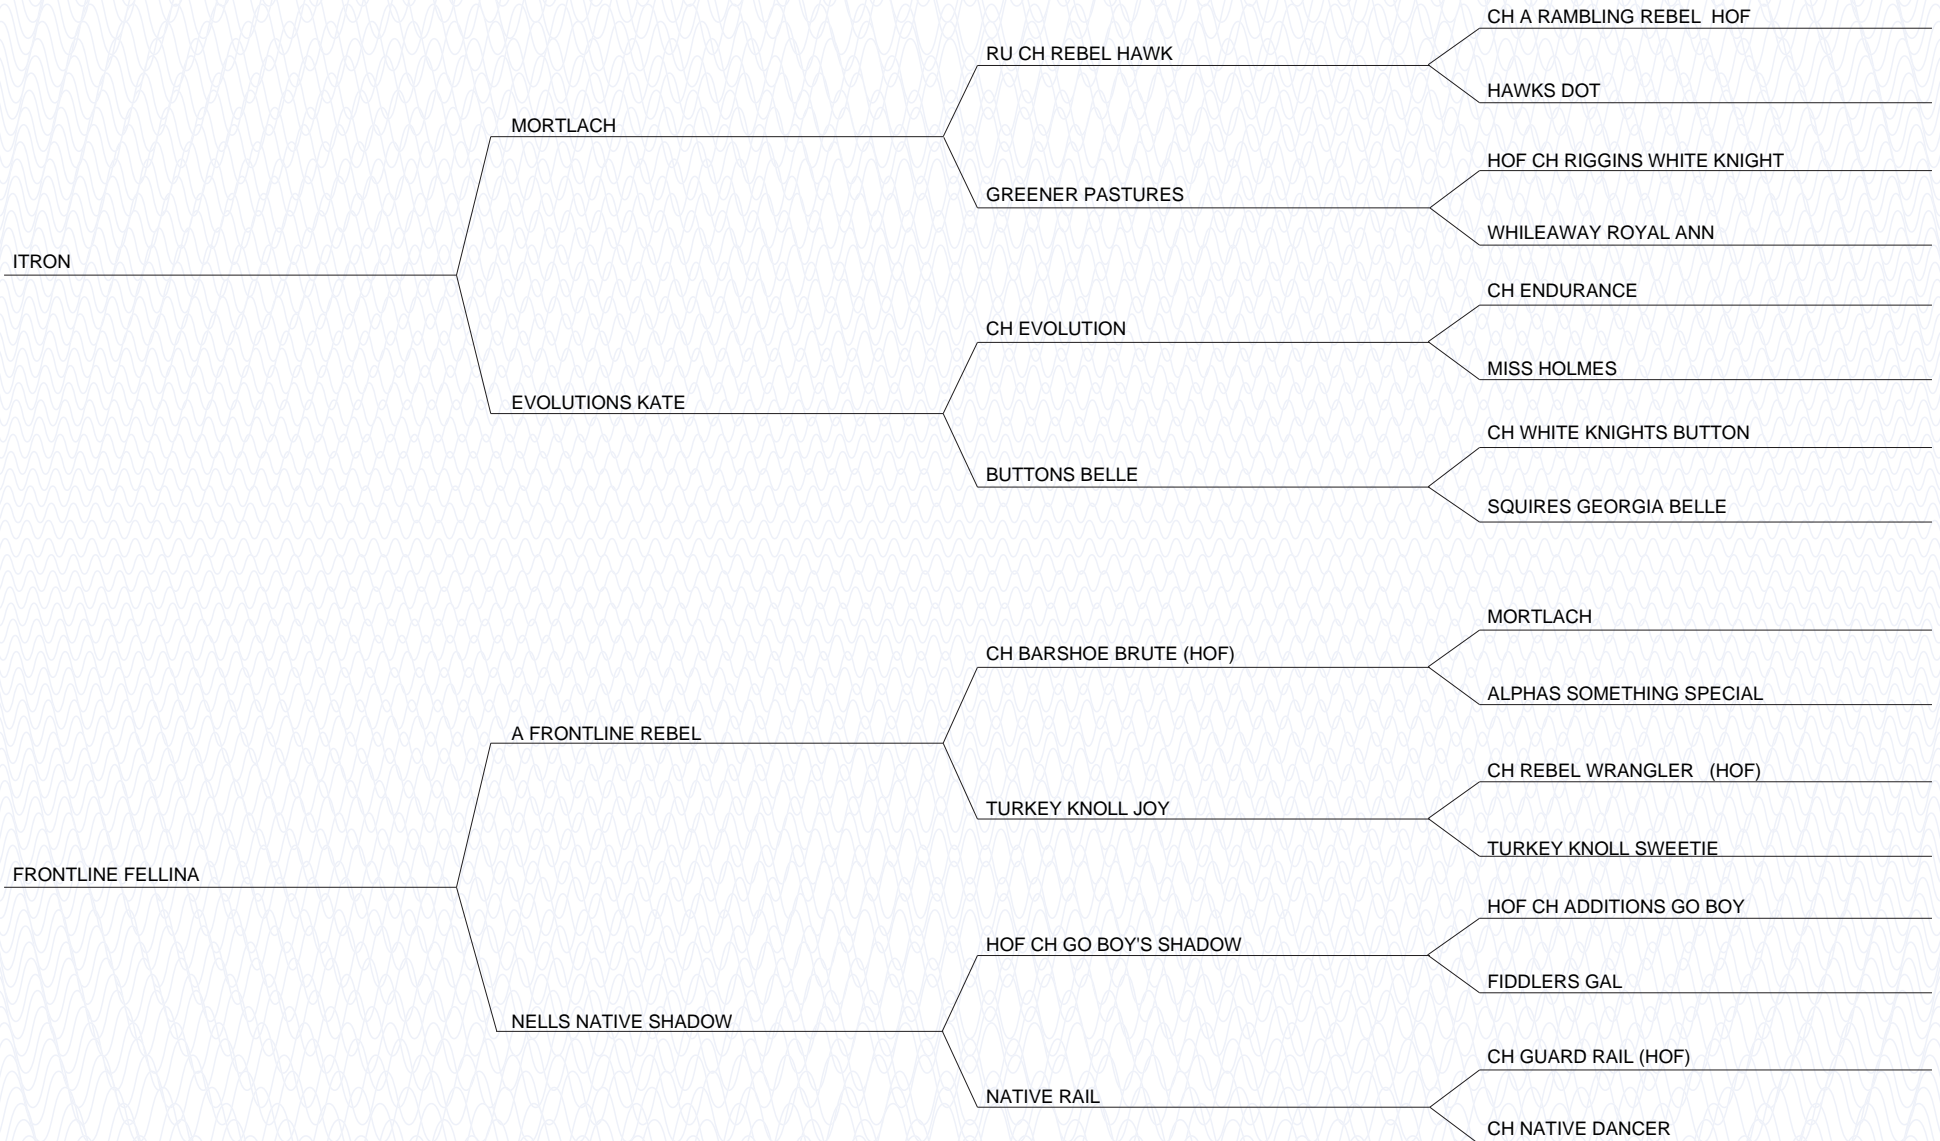 CH A RAMBLING REBEL  HOF
RU CH REBEL HAWK
HAWKS DOT
MORTLACH
HOF CH RIGGINS WHITE KNIGHT
GREENER PASTURES
WHILEAWAY ROYAL ANN
ITRON
CH ENDURANCE
CH EVOLUTION
MISS HOLMES
EVOLUTIONS KATE
CH WHITE KNIGHTS BUTTON
BUTTONS BELLE
SQUIRES GEORGIA BELLE
MORTLACH
CH BARSHOE BRUTE (HOF)
ALPHAS SOMETHING SPECIAL
A FRONTLINE REBEL
CH REBEL WRANGLER   (HOF)
TURKEY KNOLL JOY
TURKEY KNOLL SWEETIE
FRONTLINE FELLINA
HOF CH ADDITIONS GO BOY
HOF CH GO BOY'S SHADOW
FIDDLERS GAL
NELLS NATIVE SHADOW
CH GUARD RAIL (HOF)
NATIVE RAIL
CH NATIVE DANCER